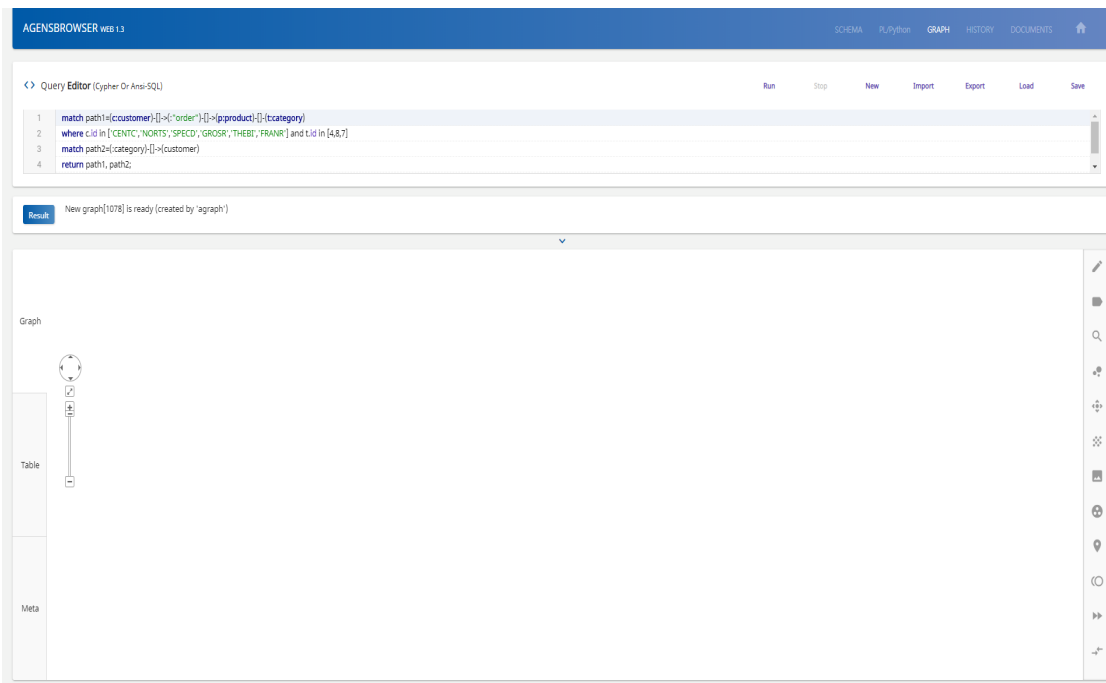 AGENSBROWSER WEB 1.3
SCHEMA PL/Python GRAPH HISTORY DOCUMENTS
<> Query Editor (Cypher Or Ansi-SQL)
Run Stop New Import Export Load Save
1 match path1=(c:customer)-[]->(:"order")-[]->(p:product)-[]-(t:category)
2 where c.id in ['CENTC','NORTS','SPECD','GROSR','THEBI','FRANR'] and t.id in [4,8,7]
3 match path2=(:category)-[]->(customer)
4 return path1, path2;
Result New graph[1078] is ready (created by 'agraph')
Graph
Table
Meta